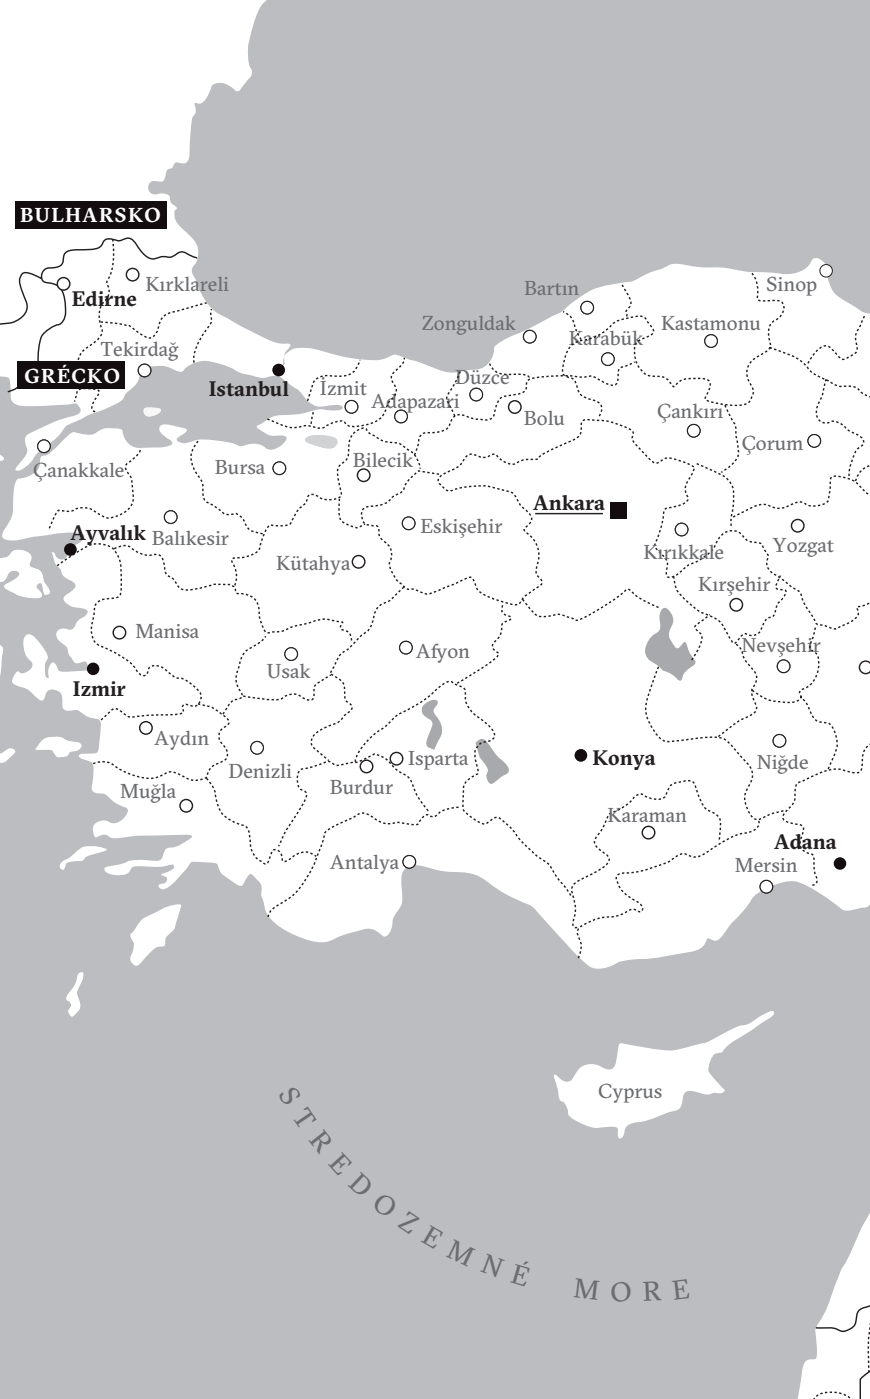 BULHARSKO
Kırklareli
Edirne
Sinop
Bartın
Zonguldak
Kastamonu
Karabük
Tekirdağ
GRÉCKO
Istanbul
İzmit
Düzce
Adapazari
Bolu
Çankırı
Çorum
Çanakkale
Bursa
Bilecik
Ankara
Ayvalık
Balıkesir
Eskişehir
Kırıkkale
Yozgat
Kütahya
Kırşehir
Manisa
Usak
Afyon
Nevşehir
Izmir
Aydın
Denizli
Isparta
Konya
Niğde
Muğla
Burdur
Karaman
Adana
Antalya
Mersin
Cyprus
STREDOZEMNÉ MORE